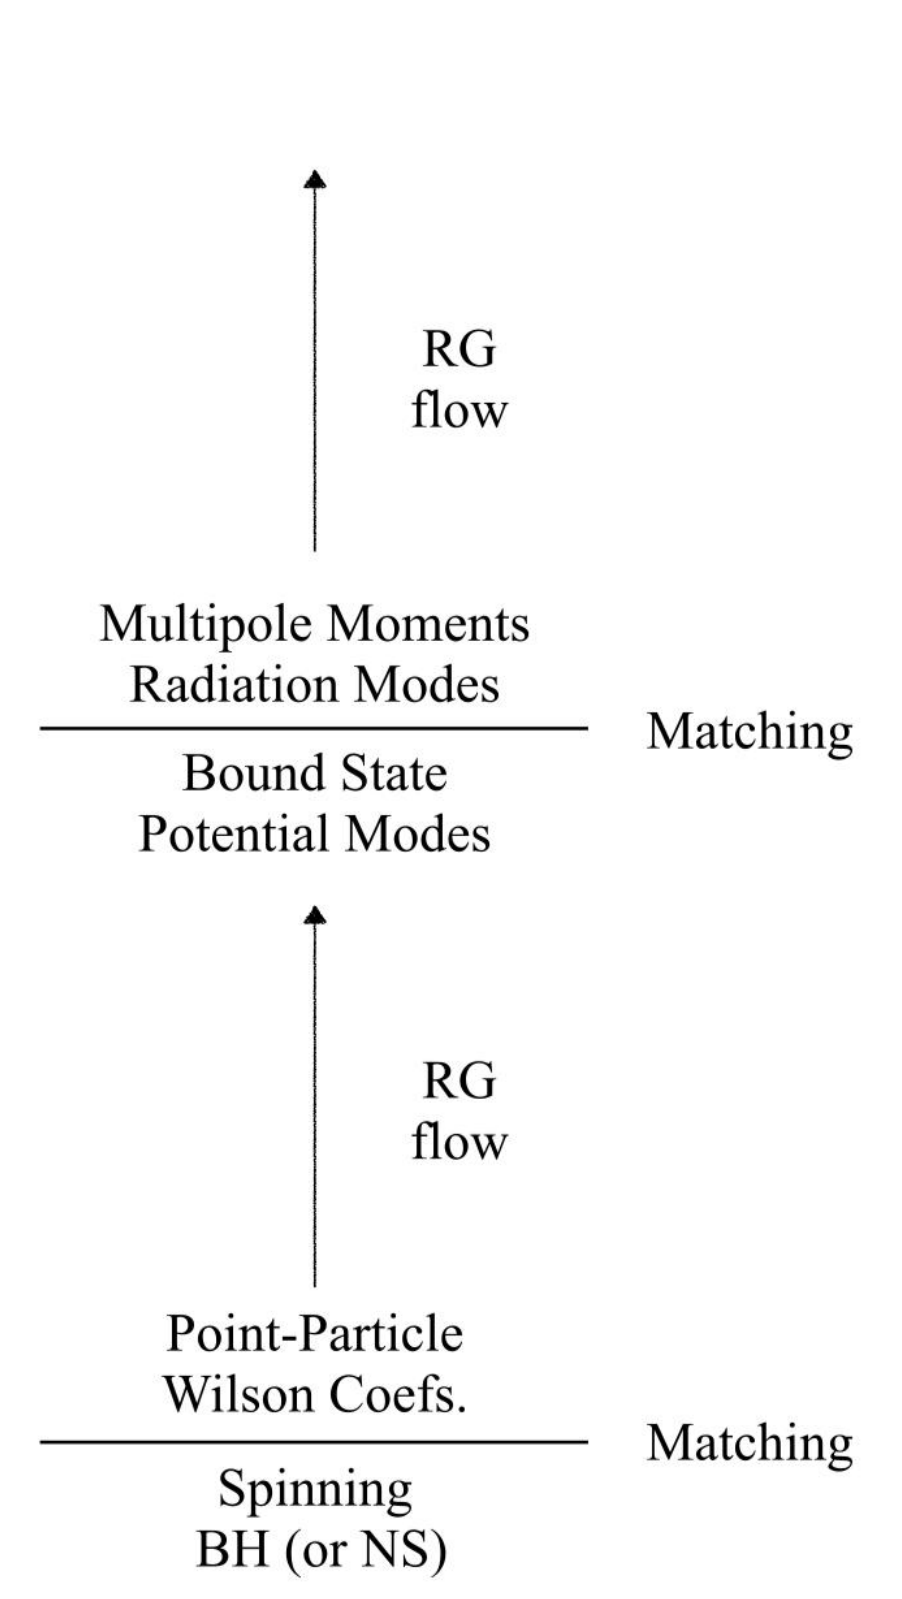 RG
flow
Multipole Moments
Radiation Modes
Matching
Bound State
Potential Modes
RG
flow
Point-Particle
Wilson Coefs.
Matching
Spinning
BH (or NS)